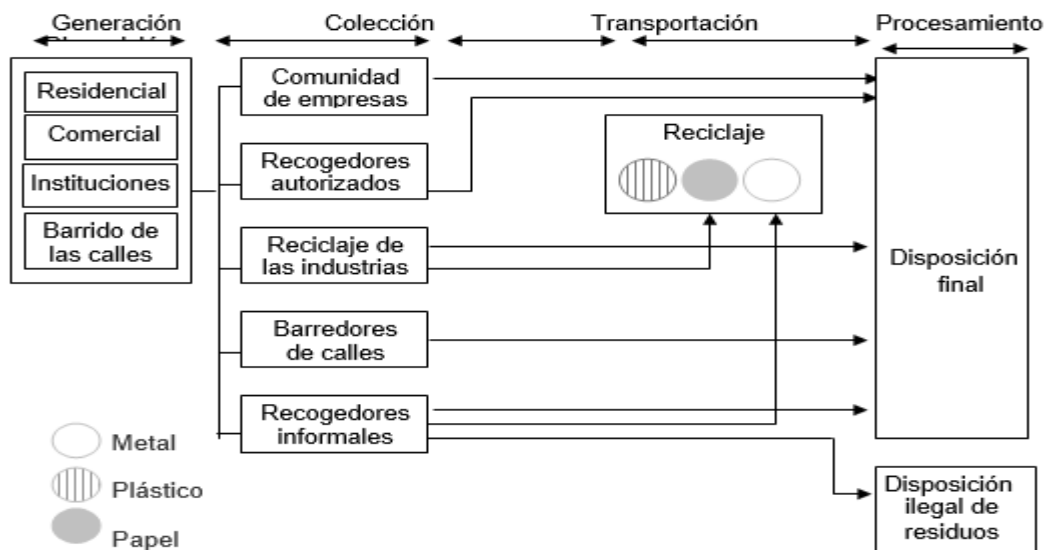 Generación
Colección
Transportación
Procesamiento
Residencial
Comercial
Instituciones
Barrido de
las calles
Comunidad
de empresas
Recogedores
autorizados
Reciclaje de
las industrias
Barredores
de calles
Recogedores
informales
Reciclaje
Disposición
final
Disposición
ilegal de
residuos
Metal
Plástico
Papel